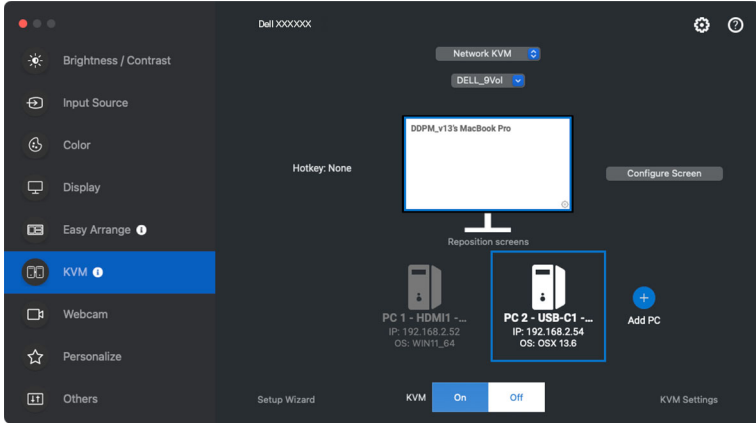 Dell XXXXXX
Brightness / Contrast
Input Source
Color
Display
Easy Arrange
KVM
Webcam
Personalize
Others
Network KVM
DELL_9Vol
DDPM_v13's MacBook Pro
Hotkey: None
Configure Screen
Reposition screens
PC 1 - HDMI1 -...
IP: 192.168.2.52
OS: WIN11_64
PC 2 - USB-C1 -...
IP: 192.168.2.54
OS: OSX 13.6
Add PC
Setup Wizard
KVM
On
Off
KVM Settings